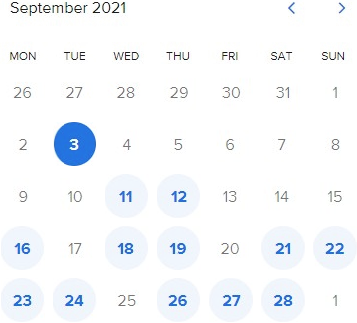 September 2021
MON TUE WED THU FRI SAT SUN
26 27 28 29 30 31 1
2 3 4 5 6 7 8
9 10 11 12 13 14 15
16 17 18 19 20 21 22
23 24 25 26 27 28 1